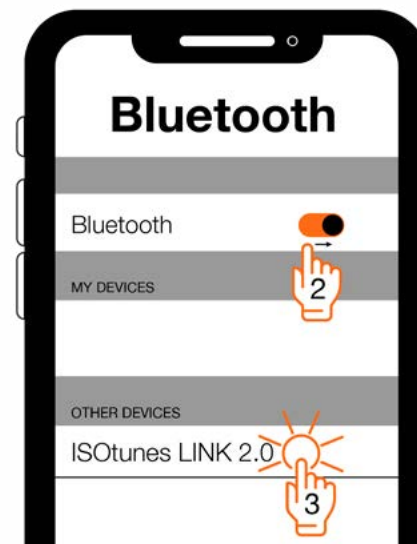 Bluetooth
Bluetooth
2
MY DEVICES
OTHER DEVICES
ISOtunes LINK 2.0
3